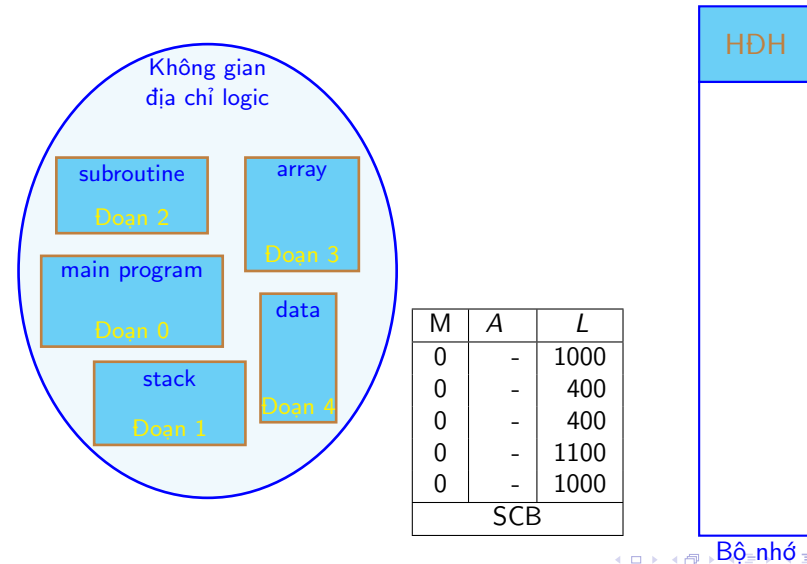 Không gian
địa chỉ logic
subroutine
Đoạn 2
array
Đoạn 3
main program
Đoạn 0
data
Đoạn 4
stack
Đoạn 1
M A L
0 - 1000
0 - 400
0 - 400
0 - 1100
0 - 1000
SCB
HĐH
Bộ nhớ